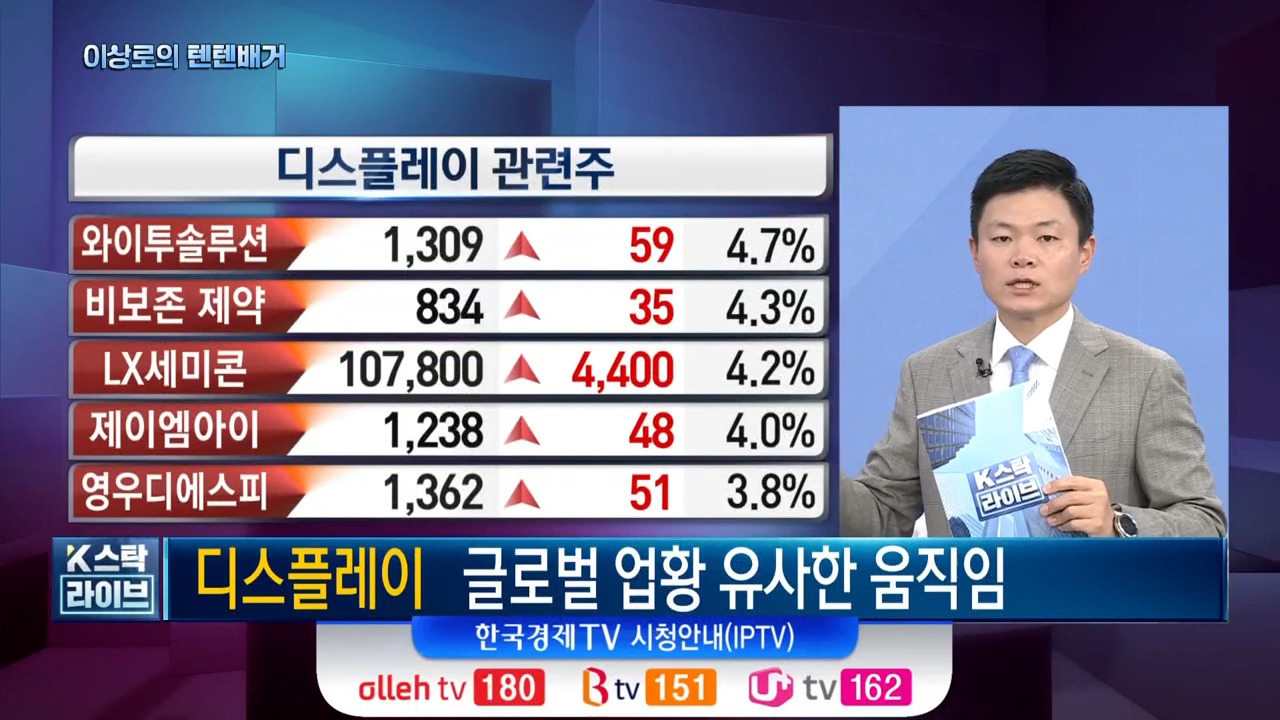 이상로의 텐텐배거
디스플레이 관련주
와이투솔루션 1,309 ▲ 59 4.7%
비보존 제약 834 ▲ 35 4.3%
LX세미콘 107,800 ▲ 4,400 4.2%
제이엠아이 1,238 ▲ 48 4.0%
영우디에스피 1,362 ▲ 51 3.8%
K스탁
라이브
K스탁
라이브
디스플레이 글로벌 업황 유사한 움직임
한국경제TV 시청안내(IPTV)
olleh tv 180 B tv 151 U+ tv 162